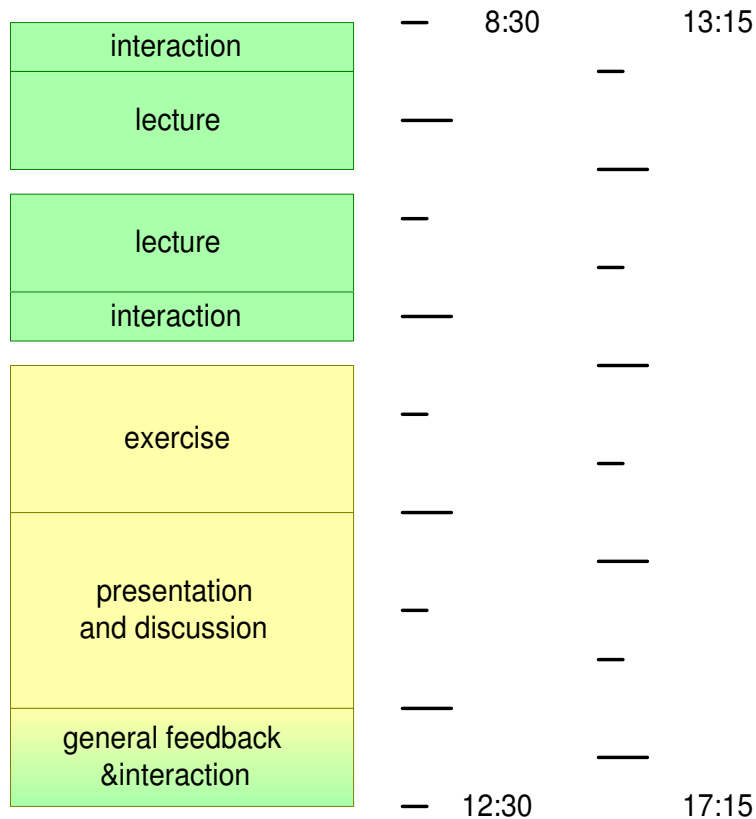 interaction
8:30
13:15
lecture
lecture
interaction
exercise
presentation
and discussion
general feedback
&interaction
12:30
17:15